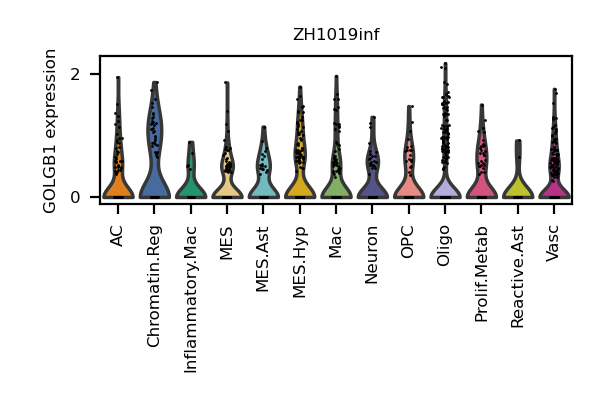 ZH1019inf
GOLGB1 expression
2
0
AC
Chromatin.Reg
Inflammatory.Mac
MES
MES.Ast
MES.Hyp
Mac
Neuron
OPC
Oligo
Prolif.Metab
Reactive.Ast
Vasc